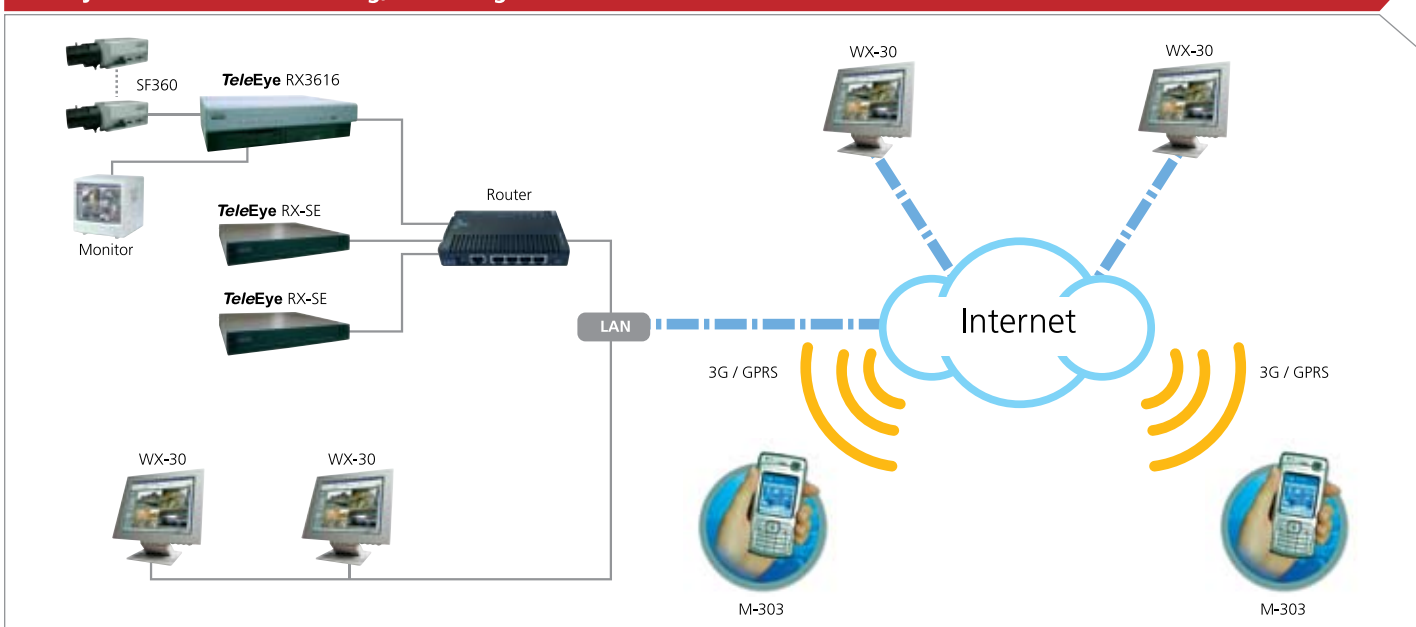 WX-30
WX-30
SF360
TeleEye RX3616
Router
TeleEye RX-SE
Monitor
TeleEye RX-SE
LAN
Internet
3G / GPRS
3G / GPRS
WX-30
WX-30
M-303
M-303